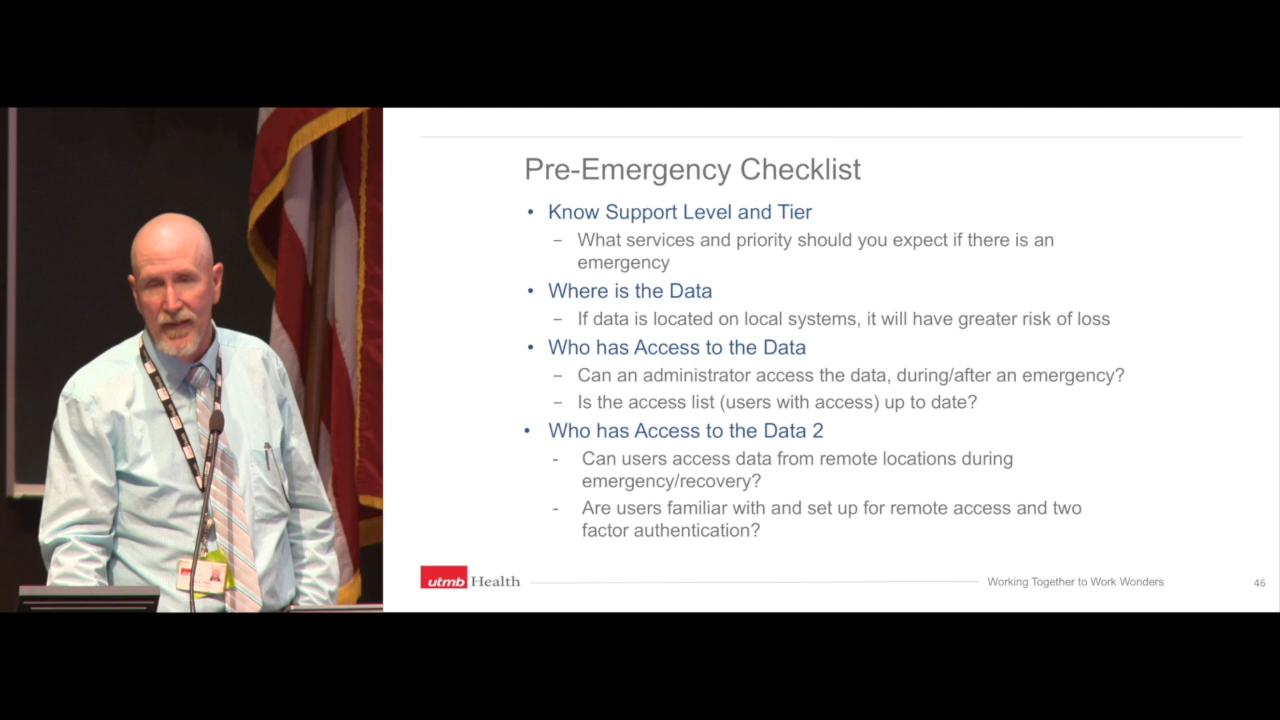 Pre-Emergency Checklist
• Know Support Level and Tier
– What services and priority should you expect if there is an
emergency
• Where is the Data
– If data is located on local systems, it will have greater risk of loss
• Who has Access to the Data
– Can an administrator access the data, during/after an emergency?
– Is the access list (users with access) up to date?
• Who has Access to the Data 2
- Can users access data from remote locations during
emergency/recovery?
- Are users familiar with and set up for remote access and two
factor authentication?
utmb Health
Working Together to Work Wonders
46